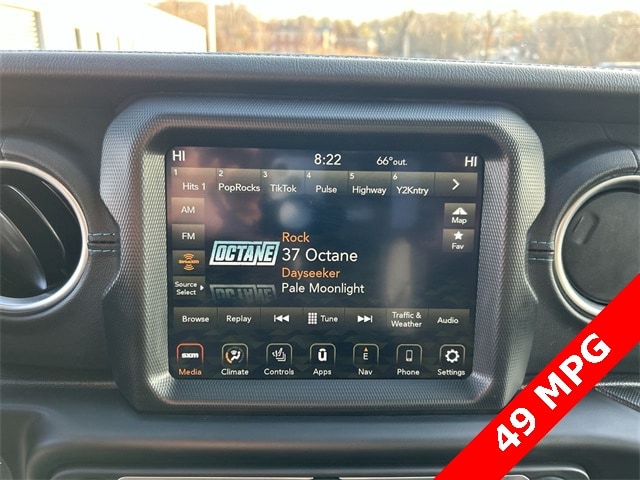 HI 8:22 66°out. HI
1 2 3 4 5 6
Hits 1 PopRocks TikTok Pulse Highway Y2Kntry
AM
FM
SiriusXM
Source
Select
Map
Fav
OCTANE
Rock
37 Octane
Dayseeker
Pale Moonlight
Browse Replay Tune Traffic &
Weather Audio
SXM E
Media Climate Controls Apps Nav Phone Settings
49 MPG